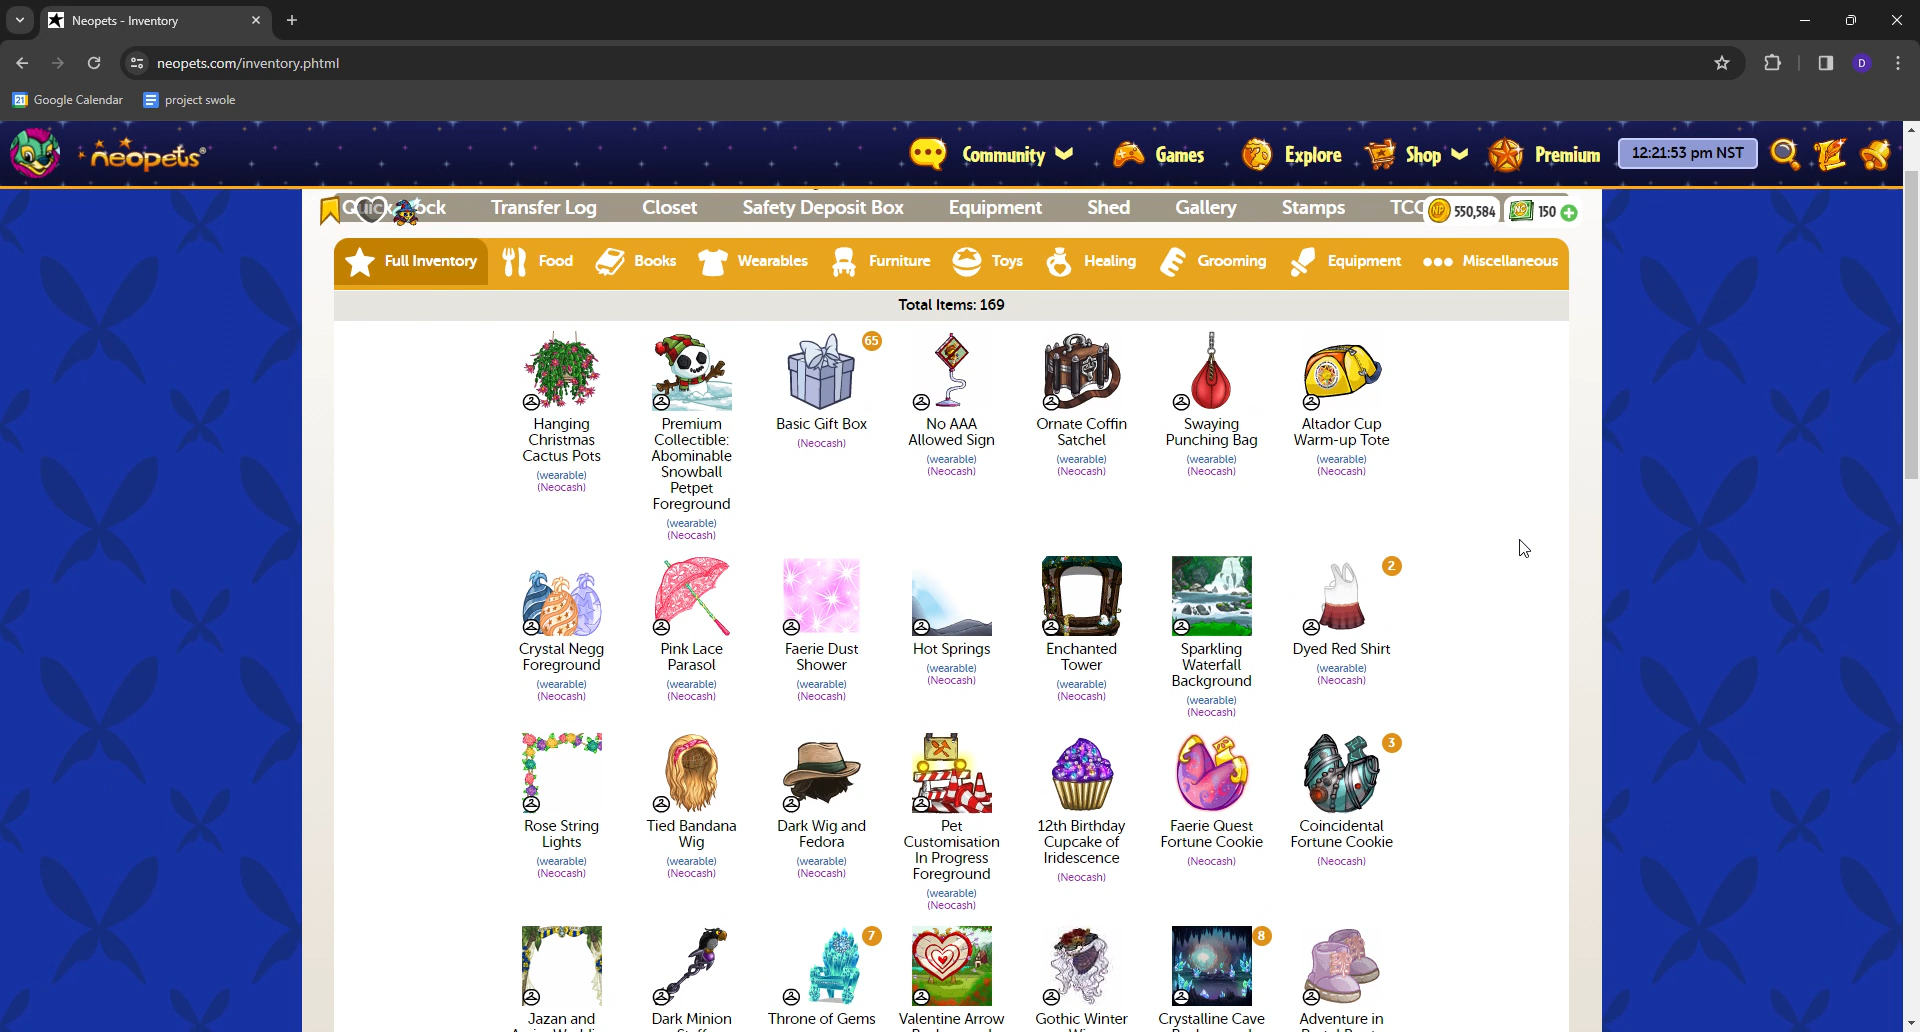 Neopets - Inventory
neopets.com/inventory.phtml
D
21 Google Calendar project swole
neopets Community Games Explore Shop Premium 12:21:53 pm NST
Transfer Log Closet Safety Deposit Box Equipment Shed Gallery Stamps NP 550,584 NC 150
Full Inventory Food Books Wearables Furniture Toys Healing Grooming Equipment Miscellaneous
Total Items: 169
65
Hanging Christmas Cactus Pots (wearable) (Neocash)
Premium Collectible: Abominable Snowball Petpet Foreground (wearable) (Neocash)
Basic Gift Box (Neocash)
No AAA Allowed Sign (wearable) (Neocash)
Ornate Coffin Satchel (wearable) (Neocash)
Swaying Punching Bag (wearable) (Neocash)
Altador Cup Warm-up Tote (wearable) (Neocash)
2
Crystal Negg Foreground (wearable) (Neocash)
Pink Lace Parasol (wearable) (Neocash)
Faerie Dust Shower (wearable) (Neocash)
Hot Springs (wearable) (Neocash)
Enchanted Tower (wearable) (Neocash)
Sparkling Waterfall Background (wearable) (Neocash)
Dyed Red Shirt (wearable) (Neocash)
3
Rose String Lights (wearable) (Neocash)
Tied Bandana Wig (wearable) (Neocash)
Dark Wig and Fedora (wearable) (Neocash)
Pet Customisation In Progress Foreground (wearable) (Neocash)
12th Birthday Cupcake of Iridescence (Neocash)
Faerie Quest Fortune Cookie (Neocash)
Coincidental Fortune Cookie (Neocash)
7 8
Jazan and
Dark Minion
Throne of Gems
Valentine Arrow
Gothic Winter
Crystalline Cave
Adventure in